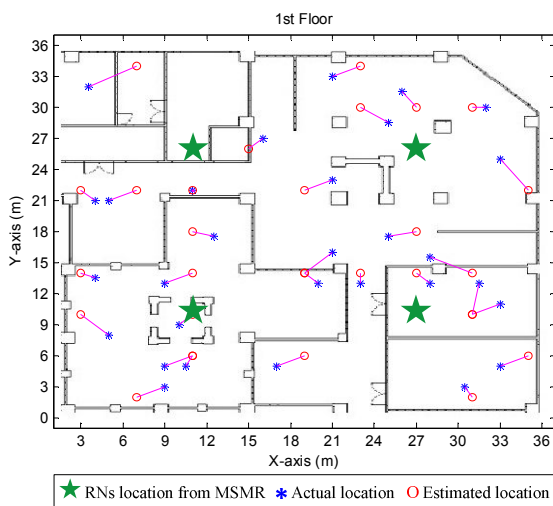 1st Floor
36
33
30
27
24
21
18
15
12
9
6
3
0
Y-axis (m)
3 6 9 12 15 18 21 24 27 30 33 36
X-axis (m)
RNs location from MSMR Actual location Estimated location